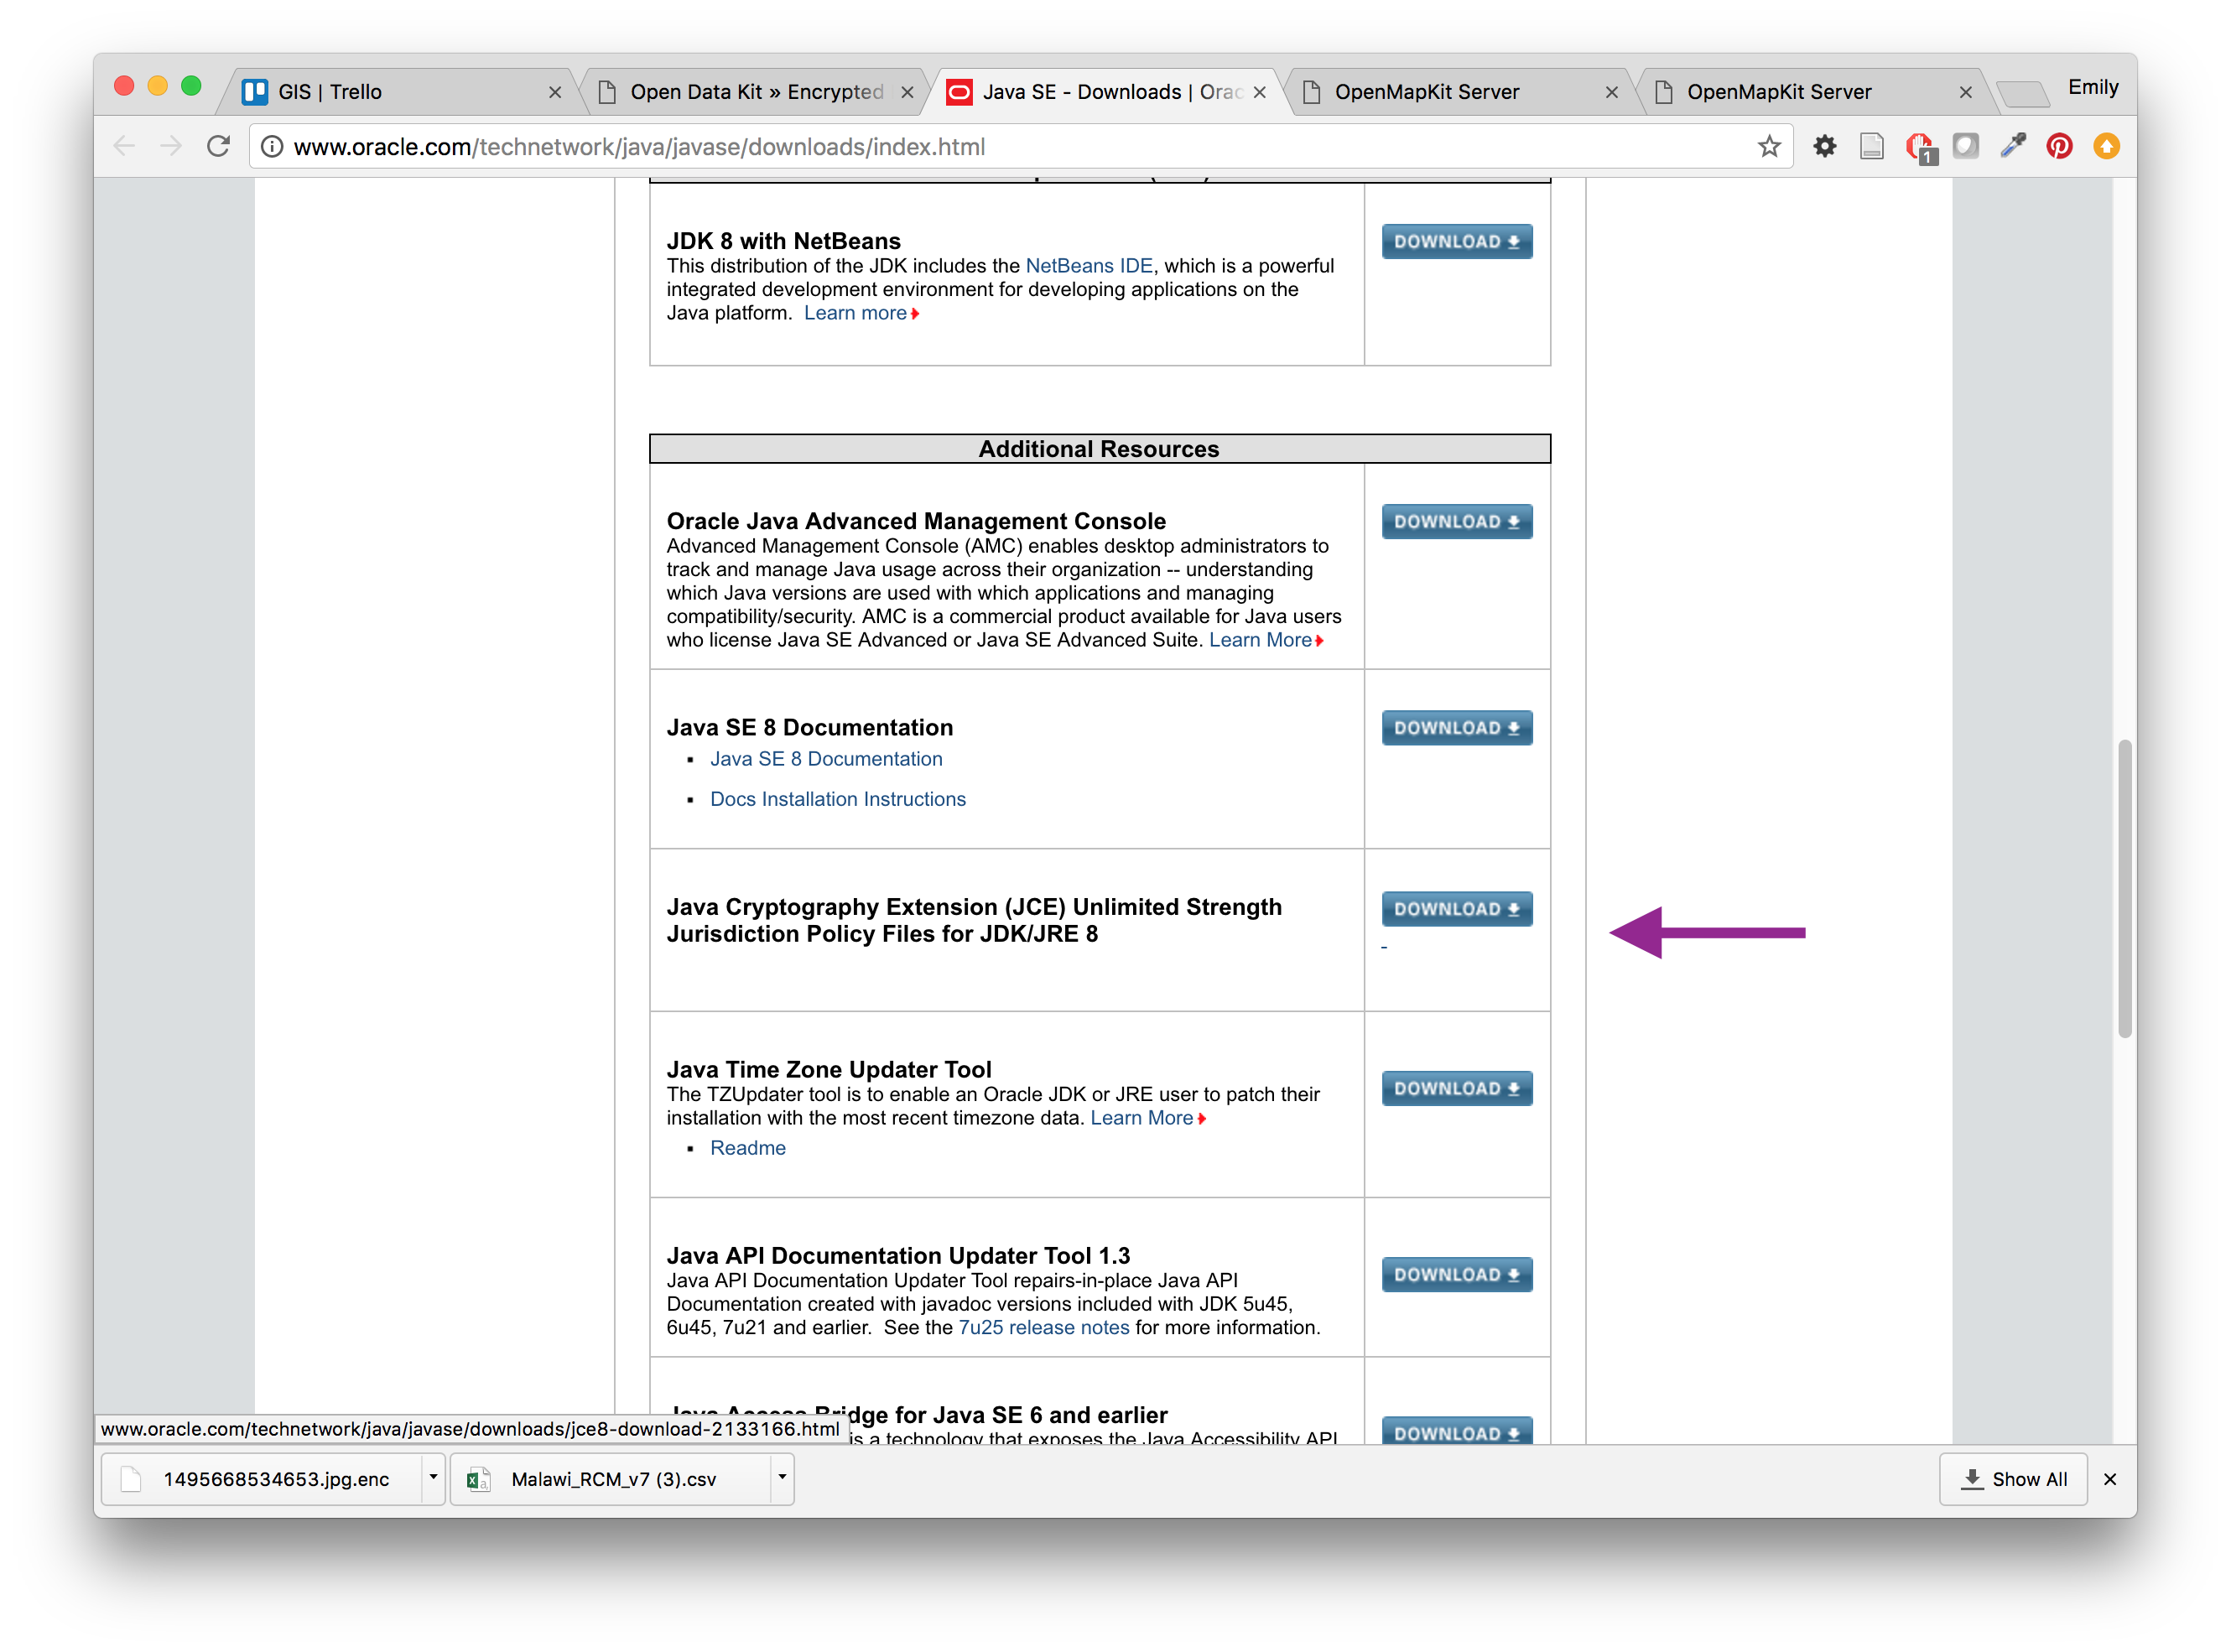 GIS | Trello
Open Data Kit » Encrypted
Java SE - Downloads | Orac
OpenMapKit Server
OpenMapKit Server
Emily
www.oracle.com/technetwork/java/javase/downloads/index.html
1
JDK 8 with NetBeans
DOWNLOAD
This distribution of the JDK includes the NetBeans IDE, which is a powerful
integrated development environment for developing applications on the
Java platform.  Learn more
Additional Resources
Oracle Java Advanced Management Console
DOWNLOAD
Advanced Management Console (AMC) enables desktop administrators to
track and manage Java usage across their organization -- understanding
which Java versions are used with which applications and managing
compatibility/security. AMC is a commercial product available for Java users
who license Java SE Advanced or Java SE Advanced Suite. Learn More
Java SE 8 Documentation
DOWNLOAD
Java SE 8 Documentation
Docs Installation Instructions
Java Cryptography Extension (JCE) Unlimited Strength
Jurisdiction Policy Files for JDK/JRE 8
DOWNLOAD
-
Java Time Zone Updater Tool
The TZUpdater tool is to enable an Oracle JDK or JRE user to patch their
installation with the most recent timezone data. Learn More
Readme
DOWNLOAD
Java API Documentation Updater Tool 1.3
Java API Documentation Updater Tool repairs-in-place Java API
Documentation created with javadoc versions included with JDK 5u45,
6u45, 7u21 and earlier.  See the 7u25 release notes for more information.
DOWNLOAD
Java Access Bridge for Java SE 6 and earlier
is a technology that exposes the Java Accessibility API
DOWNLOAD
www.oracle.com/technetwork/java/javase/downloads/jce8-download-2133166.html
1495668534653.jpg.enc
Malawi_RCM_v7 (3).csv
Show All